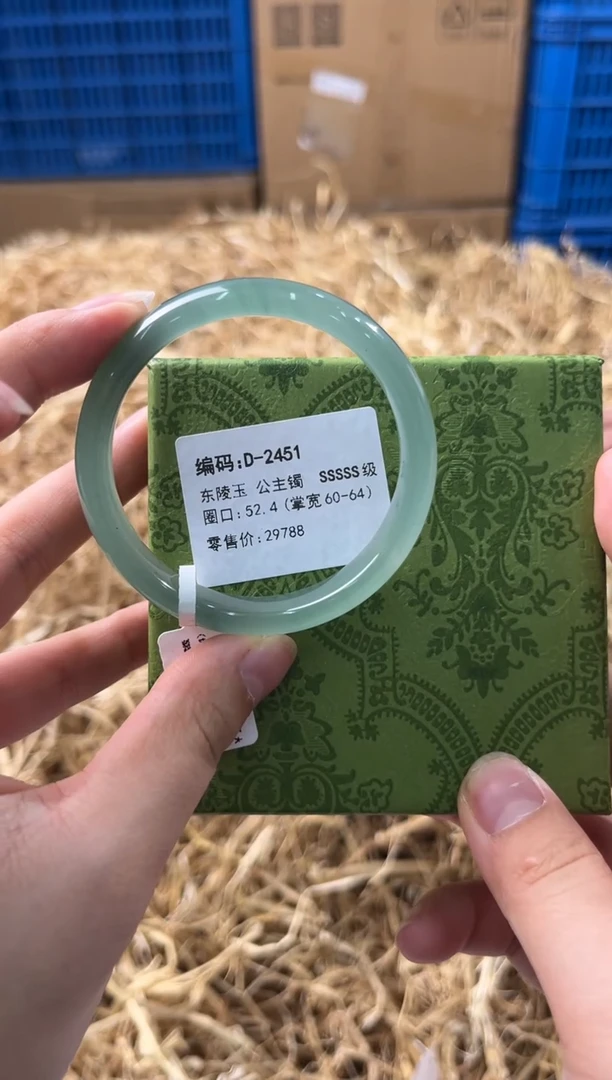 编码:D-2451
东陵玉 公主镯 SSSSS级
圈口:52.4(掌宽60-64)
零售价:29788